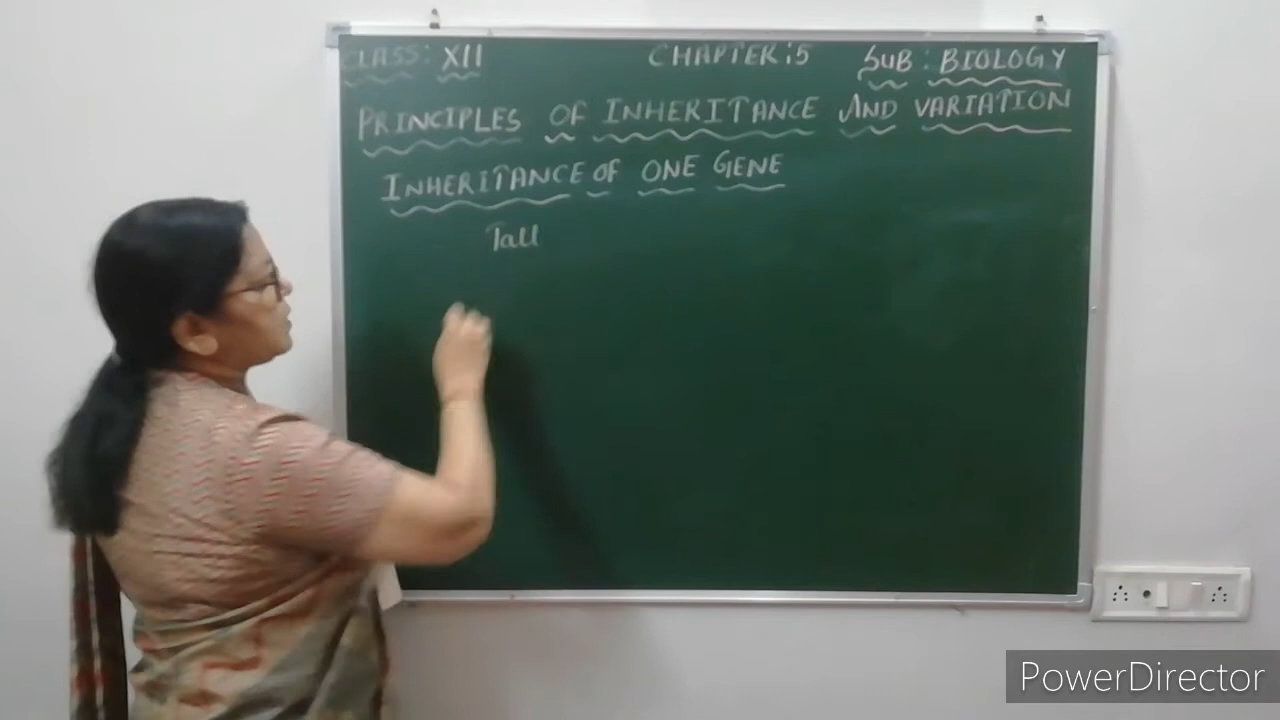 CLASS: XII CHAPTER:5 SUB: BIOLOGY
PRINCIPLES OF INHERITANCE AND VARIATION
INHERITANCE OF ONE GENE
Tall
PowerDirector